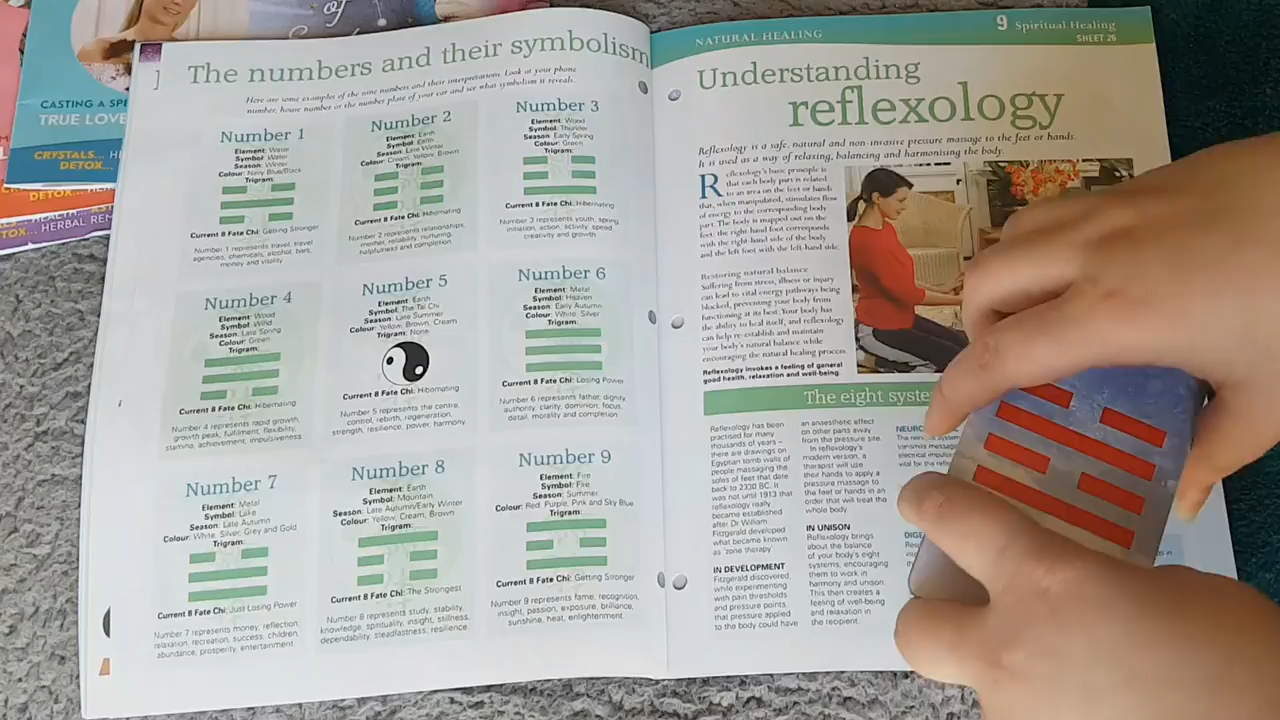 of
CASTING A SPE
TRUE LOVE
CRYSTALS... H
DETOX...
DETOX... HER
HERBAL REM
The numbers and their symbolism
Here are some examples of the nine numbers and their interpretations. Look at your phone
number, house number or the number plate of your car and see what symbolism it reveals.
Number 1
Element: Water
Symbol: Water
Season: Winter
Colour: Navy Blue/Black
Trigram:
Current 8 Fate Chi: Getting Stronger
Number 1 represents travel, travel
agencies, chemicals, alcohol, bars,
money and vitality
Number 2
Element: Earth
Symbol: Earth
Season: Late Winter
Colour: Cream, Yellow, Brown
Trigram:
Current 8 Fate Chi: Hibernating
Number 2 represents relationships,
mother, reliability, nurturing,
helpfulness and completion
Number 3
Element: Wood
Symbol: Thunder
Season: Early Spring
Colour: Green
Trigram:
Current 8 Fate Chi: Hibernating
Number 3 represents youth, spring,
initiation, action, activity, speed
creativity and growth
Number 4
Element: Wood
Symbol: Wind
Season: Late Spring
Colour: Green
Trigram:
Current 8 Fate Chi: Hibernating
Number 4 represents rapid growth,
growth peak, fulfilment, flexibility,
stamina, achievement, impulsiveness
Number 5
Element: Earth
Symbol: The Tai Chi
Season: Late Summer
Colour: Yellow, Brown, Cream
Trigram: None
Current 8 Fate Chi: Hibernating
Number 5 represents the centre,
control, rebirth, regeneration,
strength, resilience, power, harmony
Number 6
Element: Metal
Symbol: Heaven
Season: Early Autumn
Colour: White, Silver
Trigram:
Current 8 Fate Chi: Losing Power
Number 6 represents father, dignity,
authority, clarity, dominion, focus,
detail, morality and completion
Number 7
Element: Metal
Symbol: Lake
Season: Late Autumn
Colour: White, Silver, Grey and Gold
Trigram:
Current 8 Fate Chi: Just Losing Power
Number 7 represents money, reflection,
relaxation, recreation, success, children,
abundance, prosperity, entertainment
Number 8
Element: Earth
Symbol: Mountain
Season: Late Autumn/Early Winter
Colour: Yellow, Cream, Brown
Trigram:
Current 8 Fate Chi: The Strongest
Number 8 represents study, stability,
knowledge, spirituality, insight, stillness,
dependability, steadfastness, resilience.
Number 9
Element: Fire
Symbol: Fire
Season: Summer
Colour: Red, Purple, Pink and Sky Blue
Trigram:
Current 8 Fate Chi: Getting Stronger
Number 9 represents fame, recognition,
insight, passion, exposure, brilliance,
sunshine, heat, enlightenment.
NATURAL HEALING
9 Spiritual Healing
SHEET 26
Understanding
reflexology
Reflexology is a safe, natural and non-invasive pressure massage to the feet or hands.
It is used as a way of relaxing, balancing and harmonising the body.
Reflexology's basic principle is
that each body part is related
to an area on the feet or hands
that, when manipulated, stimulates flow
of energy to the corresponding body
part. The body is mapped out on the
feet: the right-hand foot corresponds
with the right-hand side of the body
and the left foot with the left-hand side.
Restoring natural balance
Suffering from stress, illness or injury
can lead to vital energy pathways being
blocked, preventing your body from
functioning at its best. Your body has
the ability to heal itself, and reflexology
can help re-establish and maintain
your body's natural balance while
encouraging the natural healing process.
Reflexology invokes a feeling of general
good health, relaxation and well-being.
The eight syste
Reflexology has been
practised for many
thousands of years –
there are drawings on
Egyptian tomb walls of
people massaging the
soles of feet that date
back to 2330 BC. It
was not until 1913 that
reflexology really
became established
after Dr William
Fitzgerald developed
what became known
as 'zone therapy'.
IN DEVELOPMENT
Fitzgerald discovered,
while experimenting
with pain thresholds
and pressure points,
that pressure applied
to the body could have
an anaesthetic effect
on other parts away
from the pressure site.
In reflexology's
modern version, a
therapist will use
their hands to apply a
pressure massage to
the feet or hands in an
order that will treat the
whole body.
IN UNISON
Reflexology brings
about the balance
of your body's eight
systems, encouraging
them to work in
harmony and unison.
This then creates a
feeling of well-being
and relaxation in
the recipient.
NEURO
The nervous system
transmits messag
electrical impulse
vital for the refle
DIGE